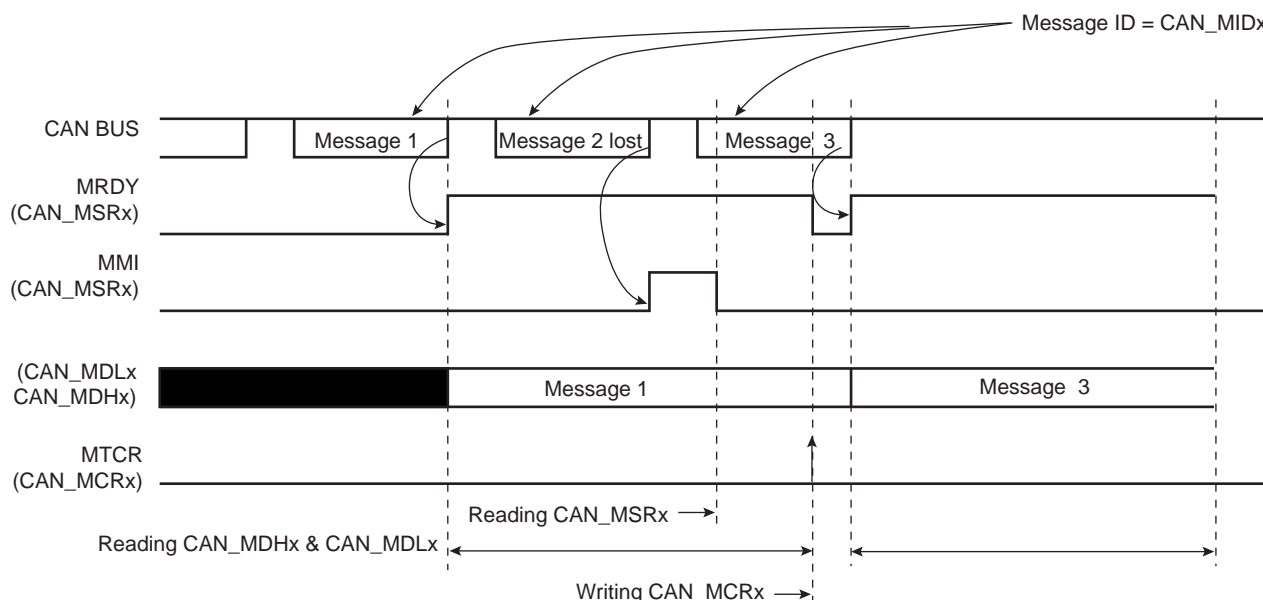 Message ID = CAN_MIDx
CAN BUS
Message 1
Message 2 lost
Message 3
MRDY
(CAN_MSRx)
MMI
(CAN_MSRx)
(CAN_MDLx
CAN_MDHx)
Message 1
Message 3
MTCR
(CAN_MCRx)
Reading CAN_MSRx
Reading CAN_MDHx & CAN_MDLx
Writing CAN_MCRx